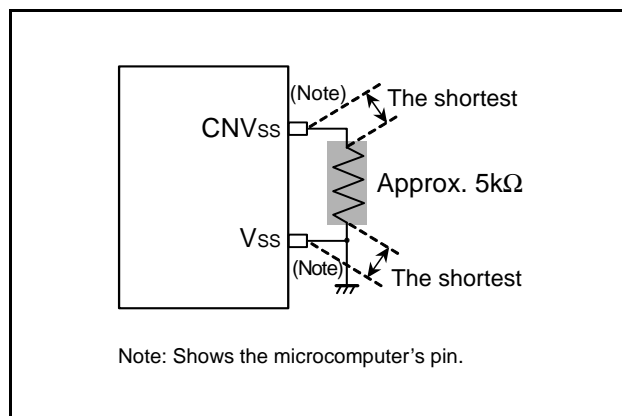 (Note)
The shortest
CNVss
Approx. 5kΩ
Vss
(Note)
The shortest
Note: Shows the microcomputer's pin.